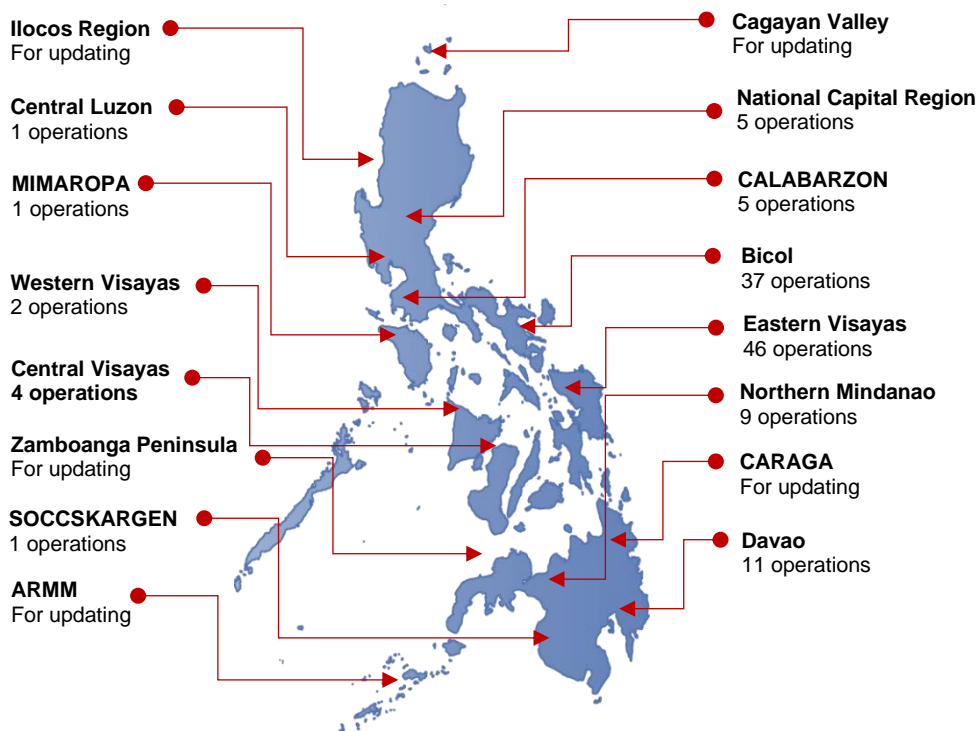 Ilocos Region
For updating
Central Luzon
1 operations
MIMAROPA
1 operations
Western Visayas
2 operations
Central Visayas
4 operations
Zamboanga Peninsula
For updating
SOCCSKARGEN
1 operations
ARMM
For updating
Cagayan Valley
For updating
National Capital Region
5 operations
CALABARZON
5 operations
Bicol
37 operations
Eastern Visayas
46 operations
Northern Mindanao
9 operations
CARAGA
For updating
Davao
11 operations